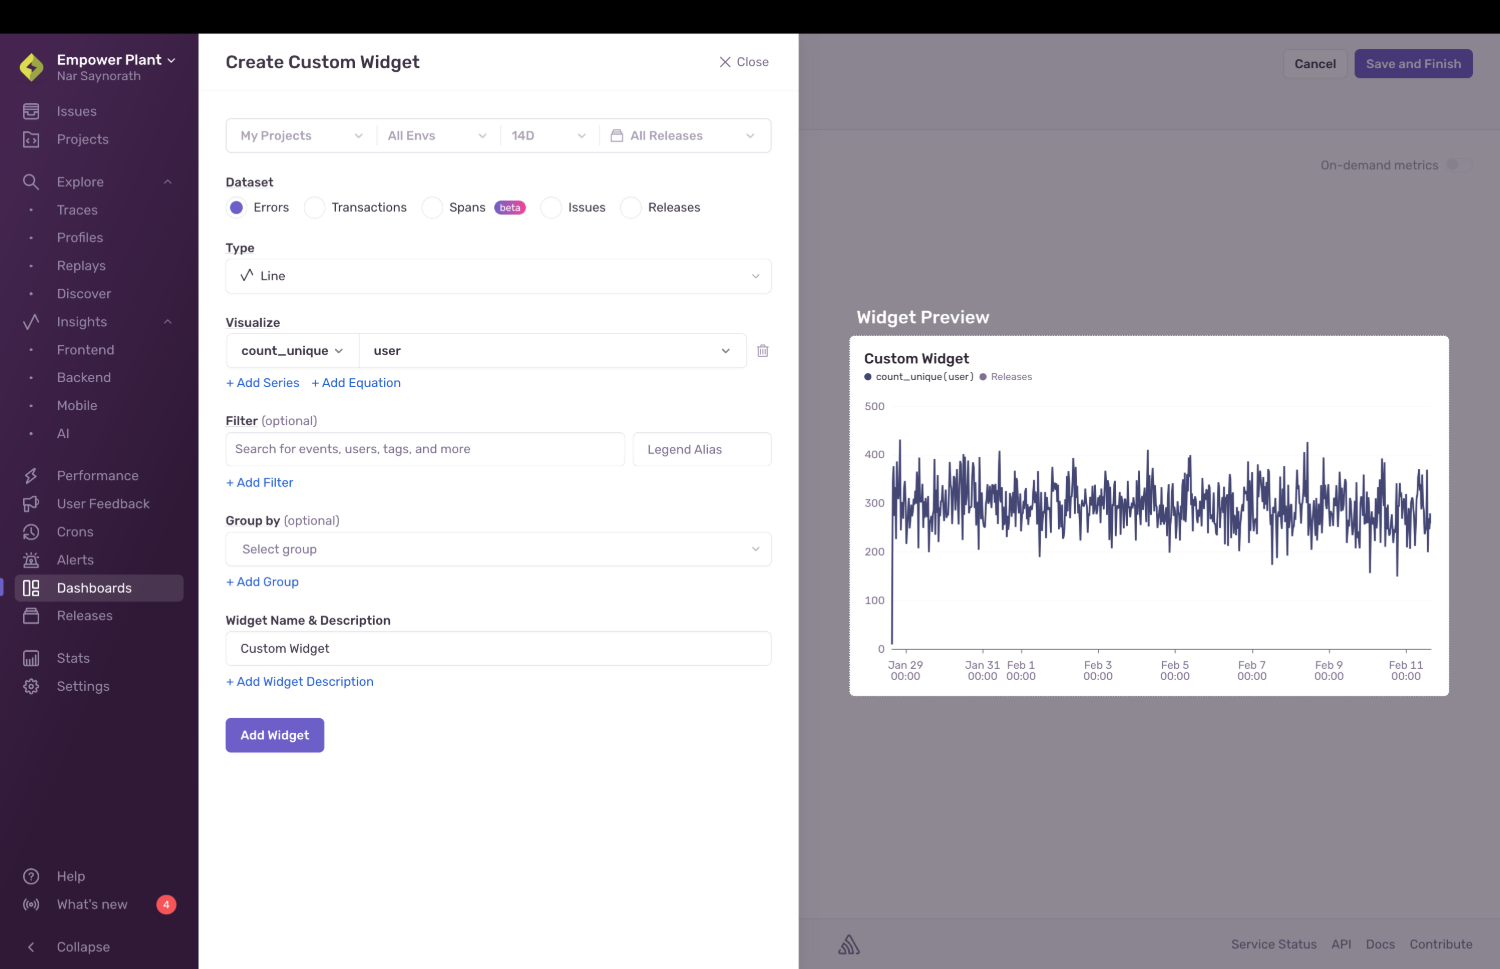 Empower Plant
Nar Saynorath
Issues
Projects
Explore
Traces
Profiles
Replays
Discover
Insights
Frontend
Backend
Mobile
AI
Performance
User Feedback
Crons
Alerts
Dashboards
Releases
Stats
Settings
Help
What's new 4
Collapse
Create Custom Widget
Close
My Projects All Envs 14D All Releases
Dataset
Errors Transactions Spans beta Issues Releases
Type
Line
Visualize
count_unique user
+ Add Series + Add Equation
Filter (optional)
Search for events, users, tags, and more Legend Alias
+ Add Filter
Group by (optional)
Select group
+ Add Group
Widget Name & Description
Custom Widget
+ Add Widget Description
Add Widget
Cancel Save and Finish
On-demand metrics
Widget Preview
Custom Widget
count_unique(user) Releases
500
400
300
200
100
0
Jan 29 Jan 31 Feb 1 Feb 3 Feb 5 Feb 7 Feb 9 Feb 11
00:00 00:00 00:00 00:00 00:00 00:00 00:00 00:00
Service Status API Docs Contribute